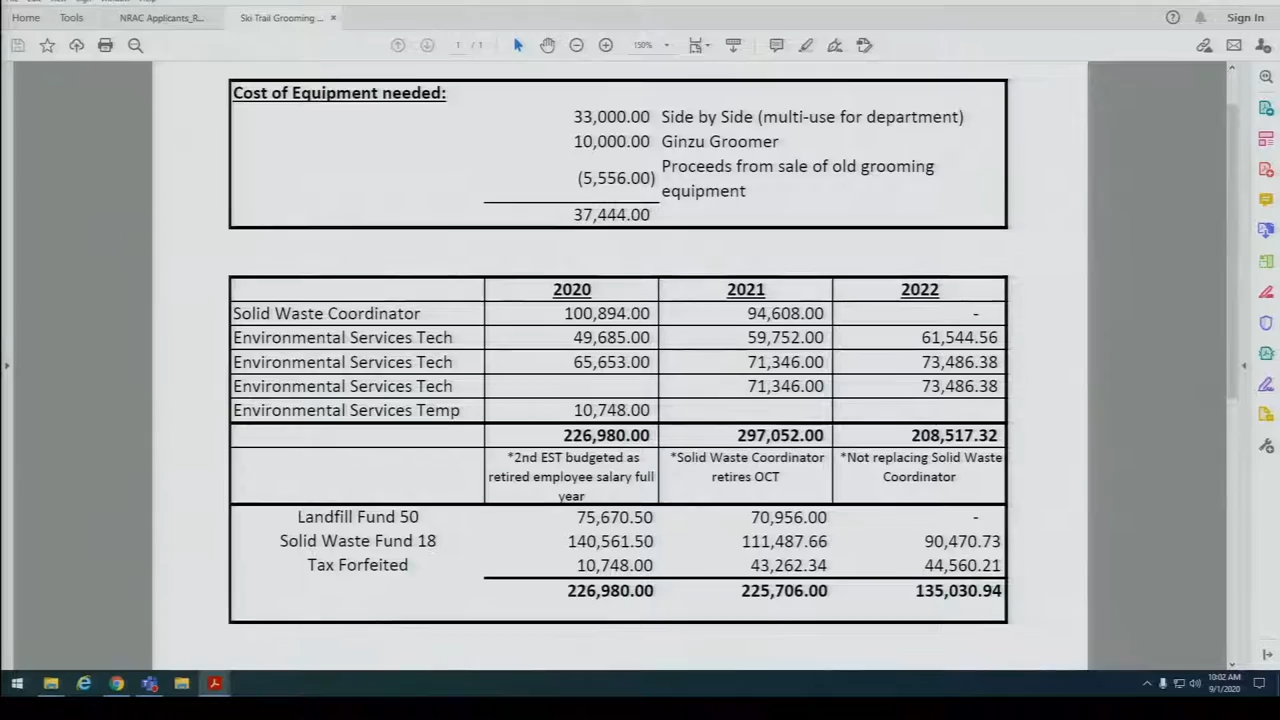 Home Tools NRAC Applicants_R... Ski Trail Grooming ... × Sign In
1 / 1 150%
Cost of Equipment needed:
33,000.00 Side by Side (multi-use for department)
10,000.00 Ginzu Groomer
(5,556.00) Proceeds from sale of old grooming
equipment
37,444.00
2020 2021 2022
Solid Waste Coordinator 100,894.00 94,608.00 -
Environmental Services Tech 49,685.00 59,752.00 61,544.56
Environmental Services Tech 65,653.00 71,346.00 73,486.38
Environmental Services Tech 71,346.00 73,486.38
Environmental Services Temp 10,748.00
226,980.00 297,052.00 208,517.32
*2nd EST budgeted as *Solid Waste Coordinator *Not replacing Solid Waste
retired employee salary full retires OCT Coordinator
year
Landfill Fund 50 75,670.50 70,956.00 -
Solid Waste Fund 18 140,561.50 111,487.66 90,470.73
Tax Forfeited 10,748.00 43,262.34 44,560.21
226,980.00 225,706.00 135,030.94
10:02 AM
9/1/2020